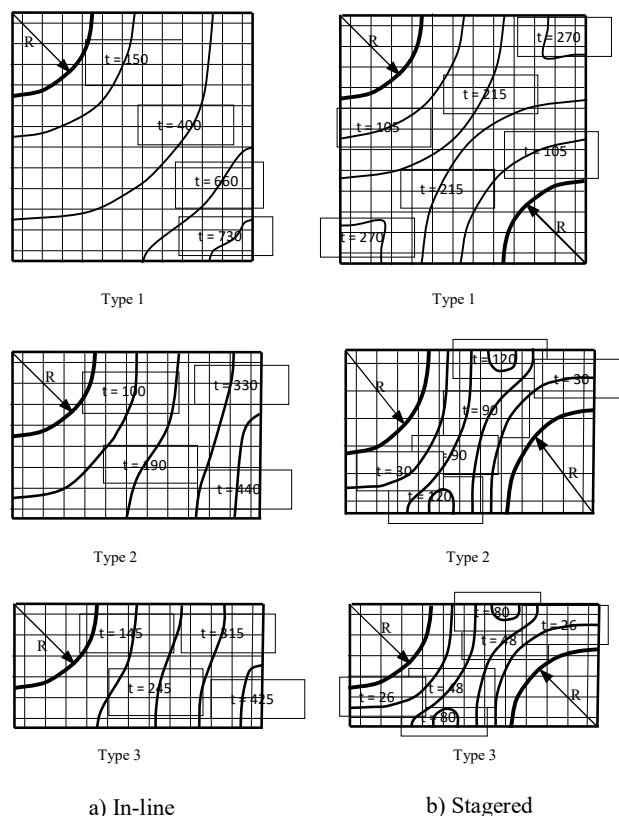 R
t = 150
t = 400
t = 660
t = 730
Type 1
R
t = 270
t = 215
t = 105
t = 105
t = 215
t = 270
R
Type 1
R
t = 100
t = 330
t = 190
t = 440
Type 2
R
t = 120
t = 30
t = 90
t = 90
t = 30
t = 120
R
Type 2
R
t = 145
t = 315
t = 245
t = 425
Type 3
R
t = 80
t = 26
t = 48
t = 48
t = 26
t = 80
R
Type 3
a) In-line
b) Stagered